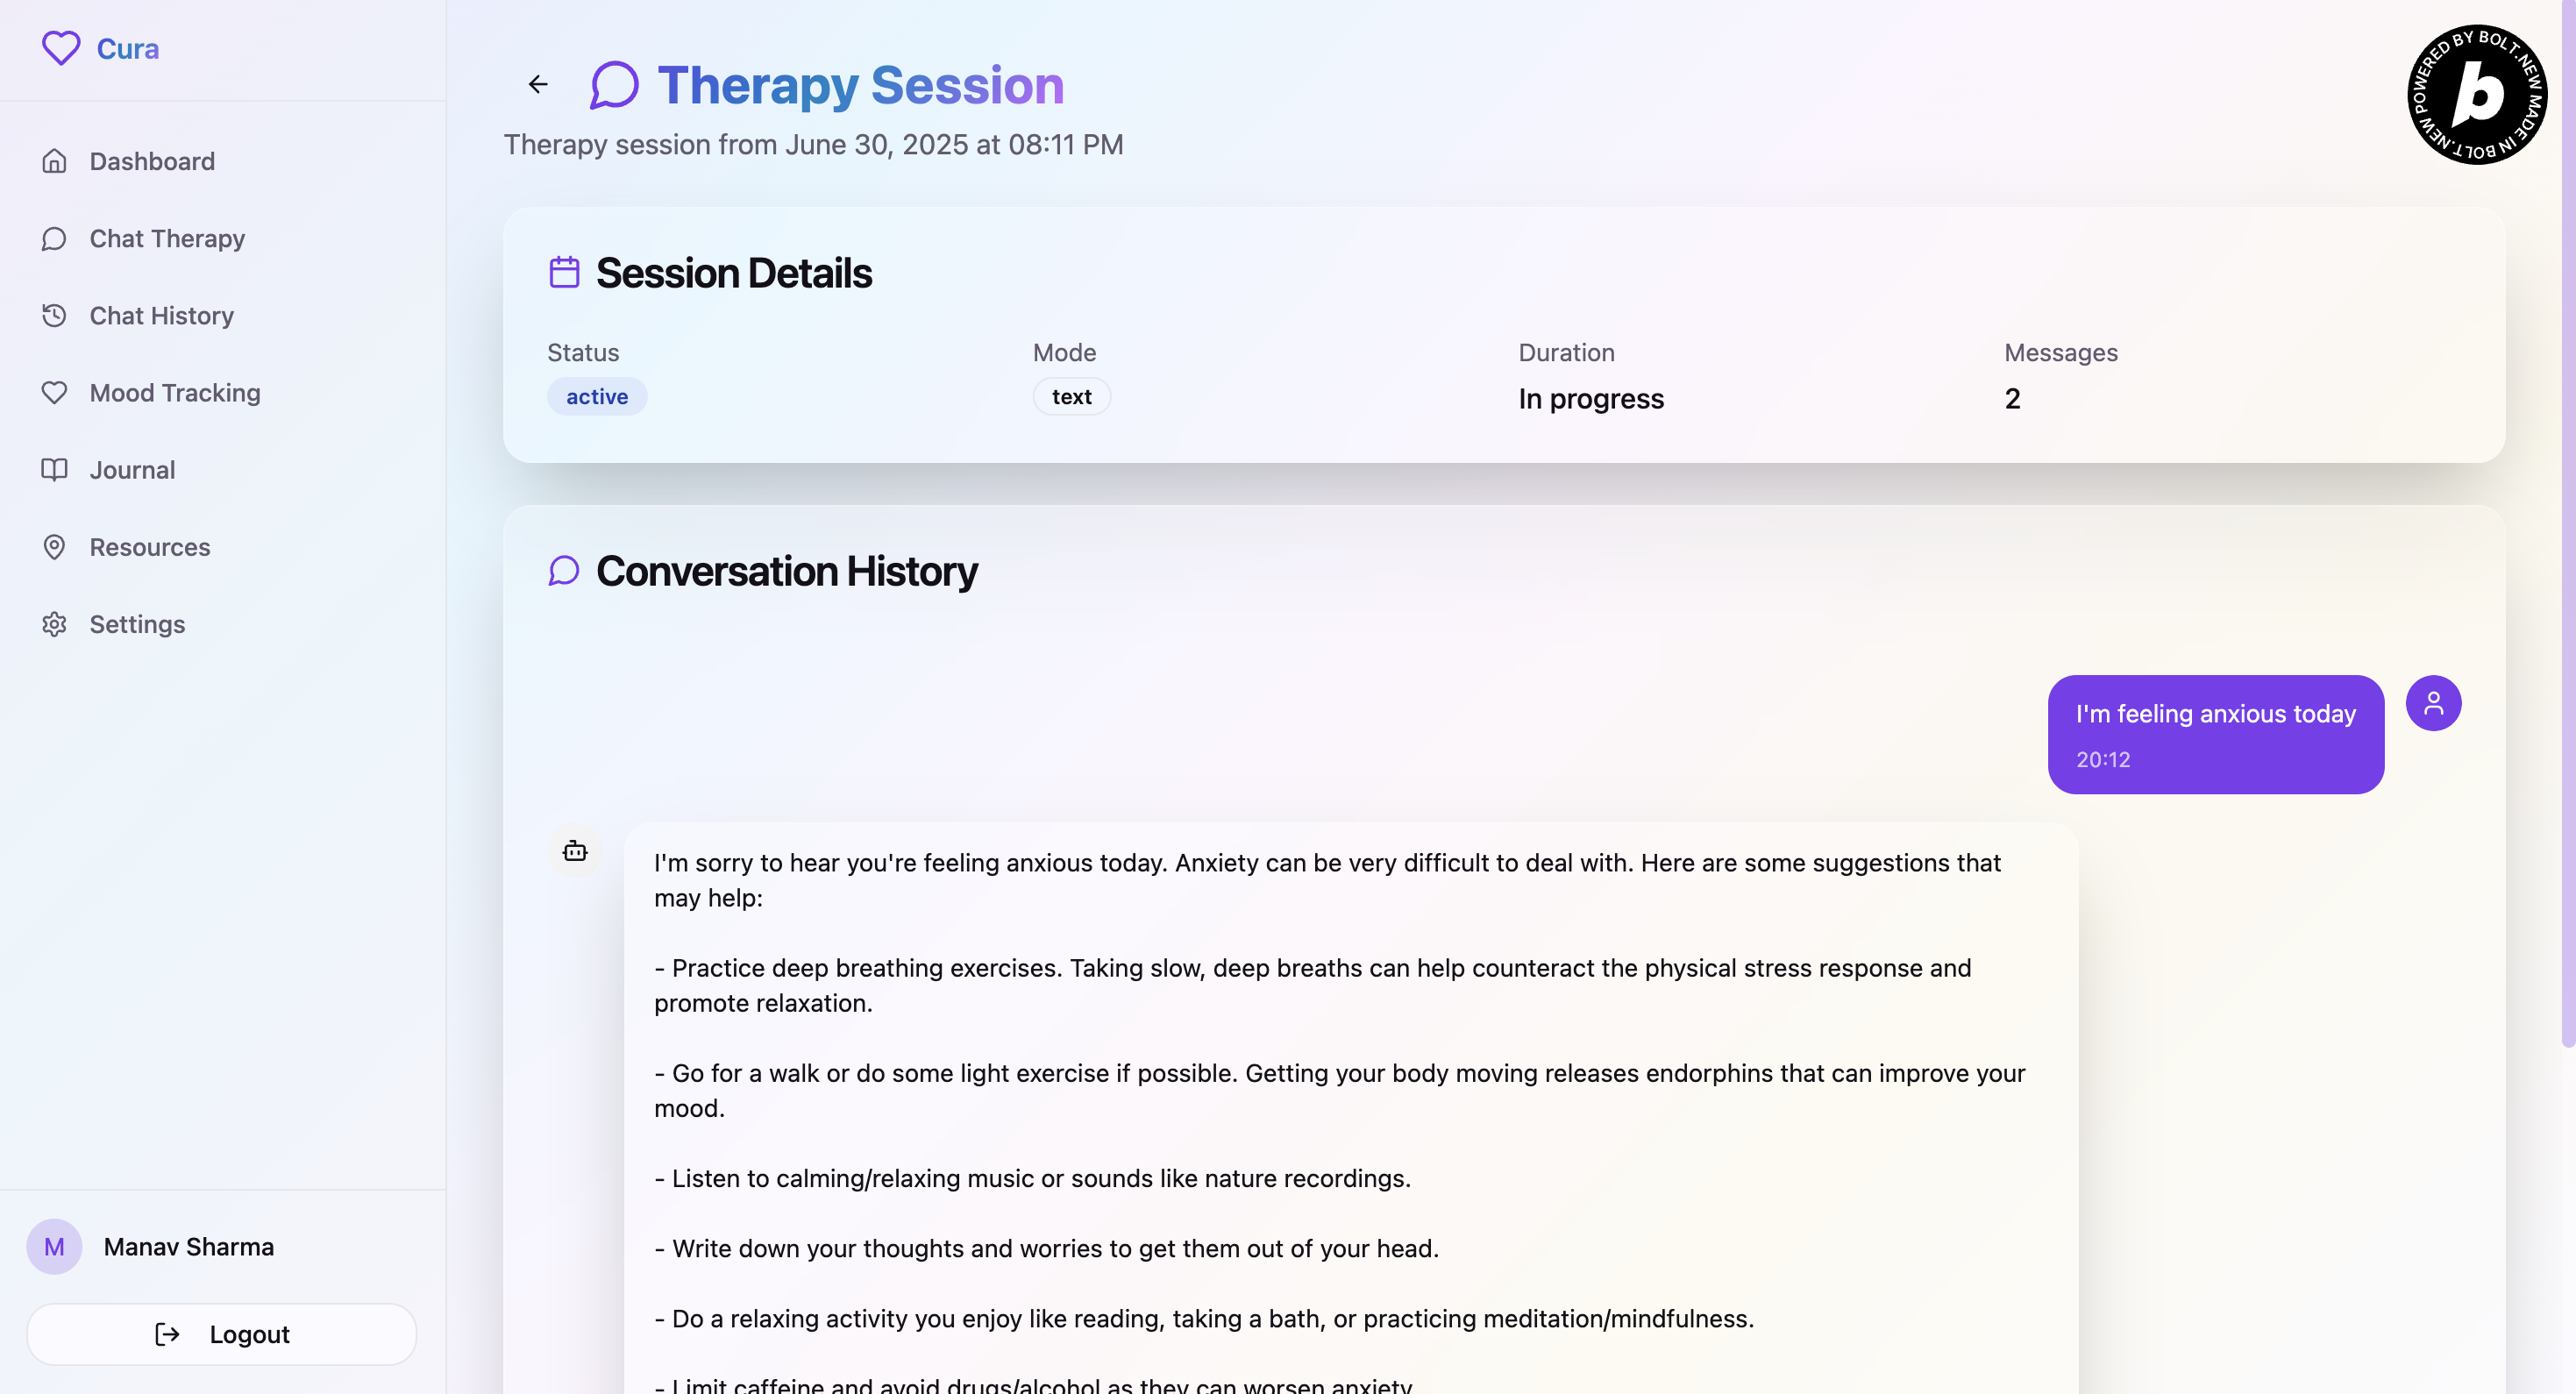 Cura
Dashboard
Chat Therapy
Chat History
Mood Tracking
Journal
Resources
Settings
Manav Sharma
M
Logout
Therapy Session
Therapy session from June 30, 2025 at 08:11 PM
POWERED BY BOLT.NEW MADE IN BOLT.NEW
b
Session Details
Status
active
Mode
text
Duration
In progress
Messages
2
Conversation History
I'm feeling anxious today
20:12
I'm sorry to hear you're feeling anxious today. Anxiety can be very difficult to deal with. Here are some suggestions that
may help:
- Practice deep breathing exercises. Taking slow, deep breaths can help counteract the physical stress response and
promote relaxation.
- Go for a walk or do some light exercise if possible. Getting your body moving releases endorphins that can improve your
mood.
- Listen to calming/relaxing music or sounds like nature recordings.
- Write down your thoughts and worries to get them out of your head.
- Do a relaxing activity you enjoy like reading, taking a bath, or practicing meditation/mindfulness.
- Limit caffeine and avoid drugs/alcohol as they can worsen anxiety.